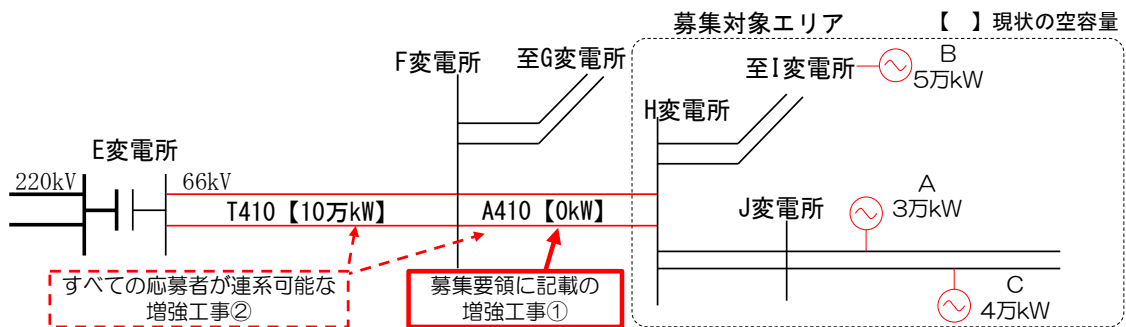 募集対象エリア
【 】現状の空容量
F変電所
至G変電所
至I変電所
B
5万kW
H変電所
E変電所
220kV
66kV
T410【10万kW】
A410【0kW】
J変電所
A
3万kW
すべての応募者が連系可能な
増強工事②
募集要領に記載の
増強工事①
C
4万kW